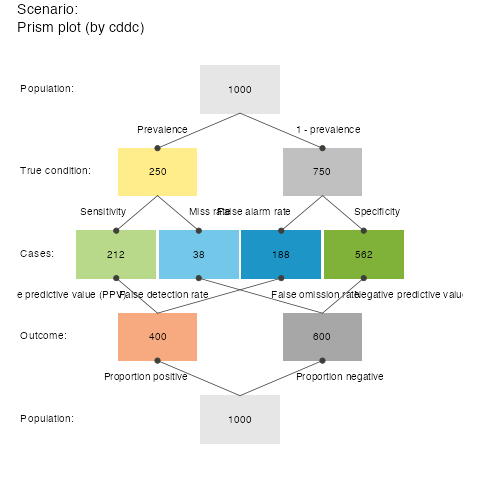 Scenario:
Prism plot (by cddc)
Population:
1000
Prevalence
1 - prevalence
True condition:
250
750
Sensitivity
Miss rate
False alarm rate
Specificity
Cases:
212
38
188
562
e predictive value (PPV)
False detection rate
False omission rate
Negative predictive valu
Outcome:
400
600
Proportion positive
Proportion negative
Population:
1000